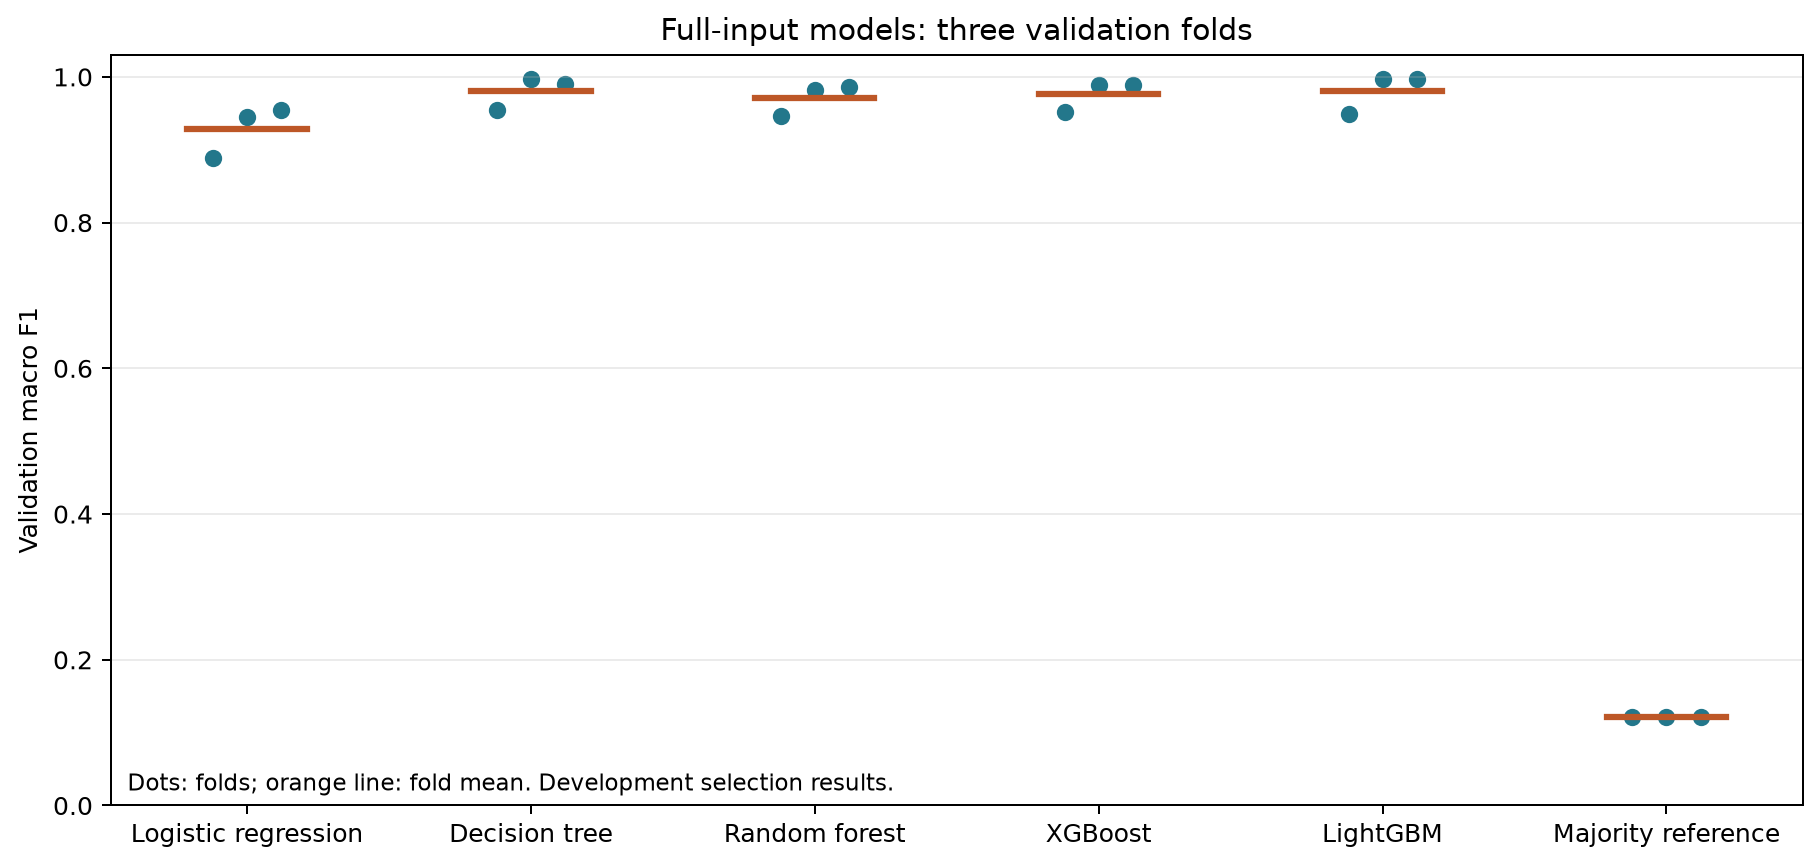 Full-input models: three validation folds
Validation macro F1
1.0
0.8
0.6
0.4
0.2
0.0
Dots: folds; orange line: fold mean. Development selection results.
Logistic regression
Decision tree
Random forest
XGBoost
LightGBM
Majority reference